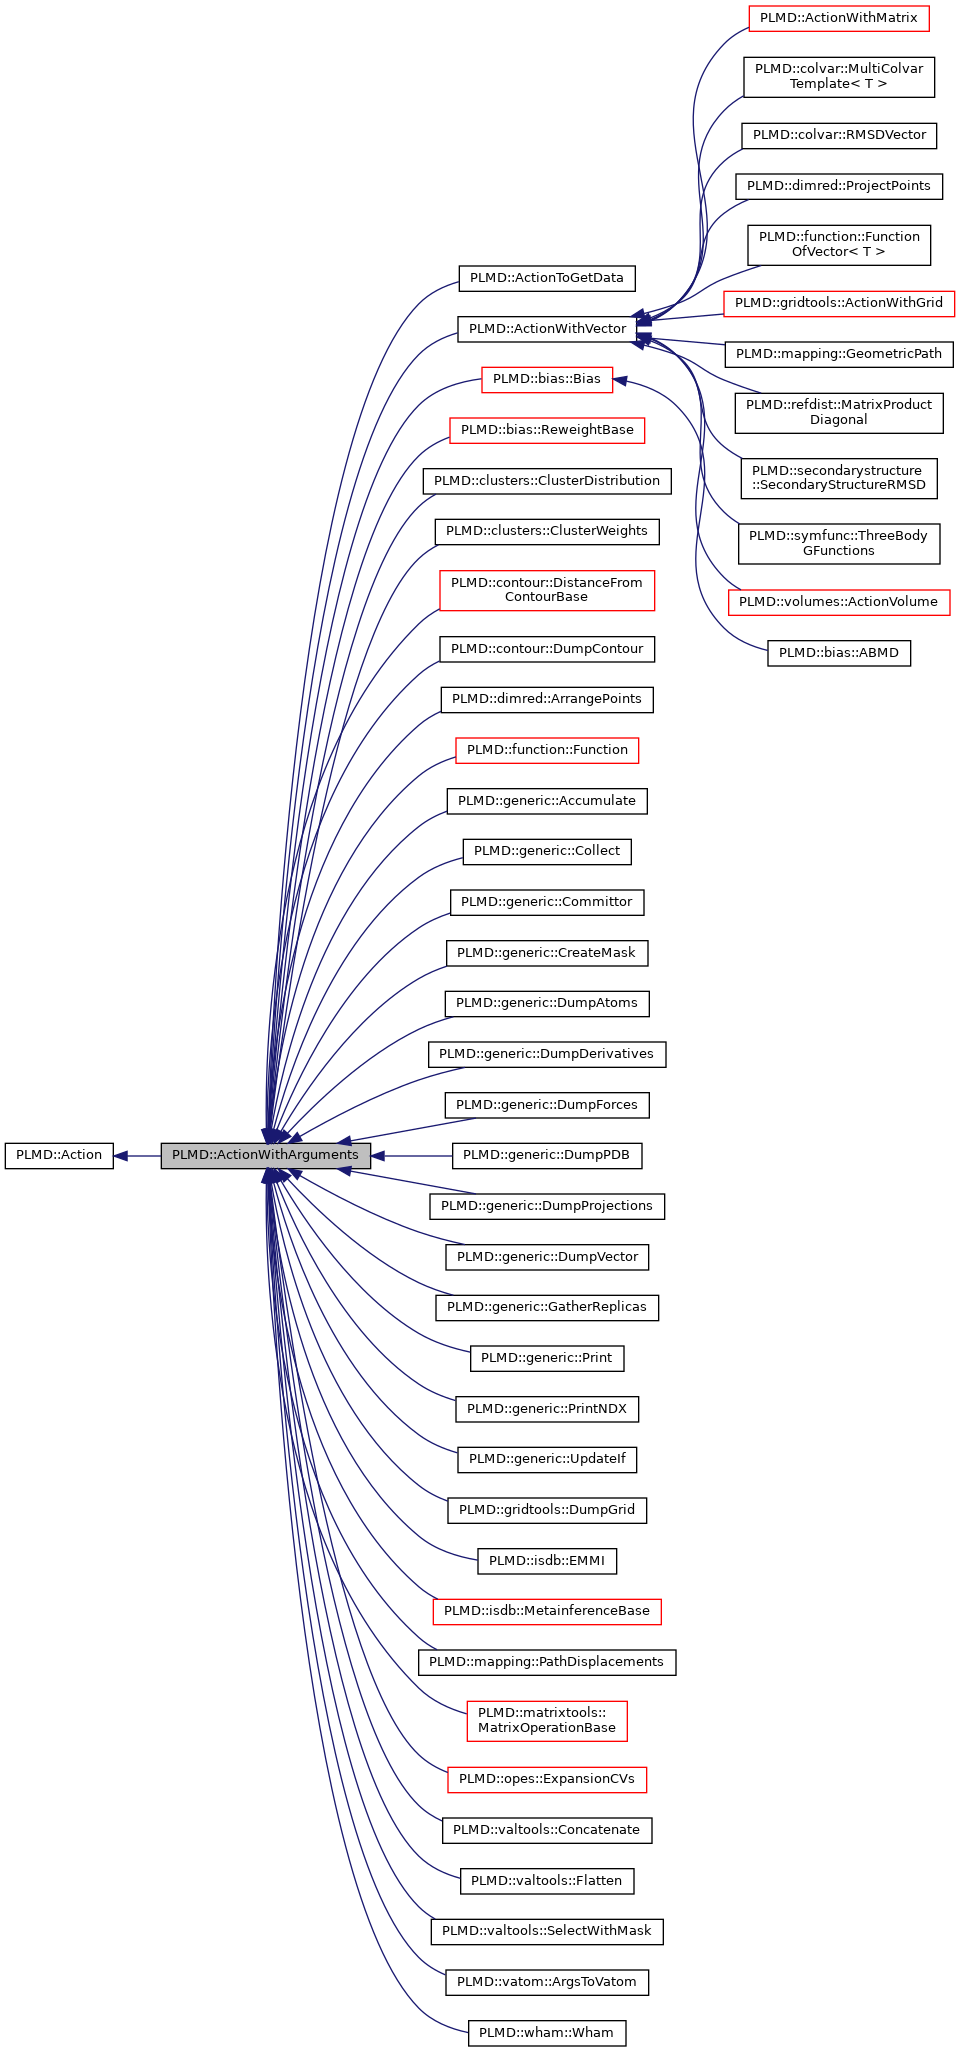 PLMD::Action
PLMD::ActionWithArguments
PLMD::ActionToGetData
PLMD::ActionWithVector
PLMD::bias::Bias
PLMD::bias::ReweightBase
PLMD::clusters::ClusterDistribution
PLMD::clusters::ClusterWeights
PLMD::contour::DistanceFrom
ContourBase
PLMD::contour::DumpContour
PLMD::dimred::ArrangePoints
PLMD::function::Function
PLMD::generic::Accumulate
PLMD::generic::Collect
PLMD::generic::Committor
PLMD::generic::CreateMask
PLMD::generic::DumpAtoms
PLMD::generic::DumpDerivatives
PLMD::generic::DumpForces
PLMD::generic::DumpPDB
PLMD::generic::DumpProjections
PLMD::generic::DumpVector
PLMD::generic::GatherReplicas
PLMD::generic::Print
PLMD::generic::PrintNDX
PLMD::generic::UpdateIf
PLMD::gridtools::DumpGrid
PLMD::isdb::EMMI
PLMD::isdb::MetainferenceBase
PLMD::mapping::PathDisplacements
PLMD::matrixtools::
MatrixOperationBase
PLMD::opes::ExpansionCVs
PLMD::valtools::Concatenate
PLMD::valtools::Flatten
PLMD::valtools::SelectWithMask
PLMD::vatom::ArgsToVatom
PLMD::wham::Wham
PLMD::ActionWithMatrix
PLMD::colvar::MultiColvar
Template< T >
PLMD::colvar::RMSDVector
PLMD::dimred::ProjectPoints
PLMD::function::Function
OfVector< T >
PLMD::gridtools::ActionWithGrid
PLMD::mapping::GeometricPath
PLMD::refdist::MatrixProduct
Diagonal
PLMD::secondarystructure
::SecondaryStructureRMSD
PLMD::symfunc::ThreeBody
GFunctions
PLMD::volumes::ActionVolume
PLMD::bias::ABMD